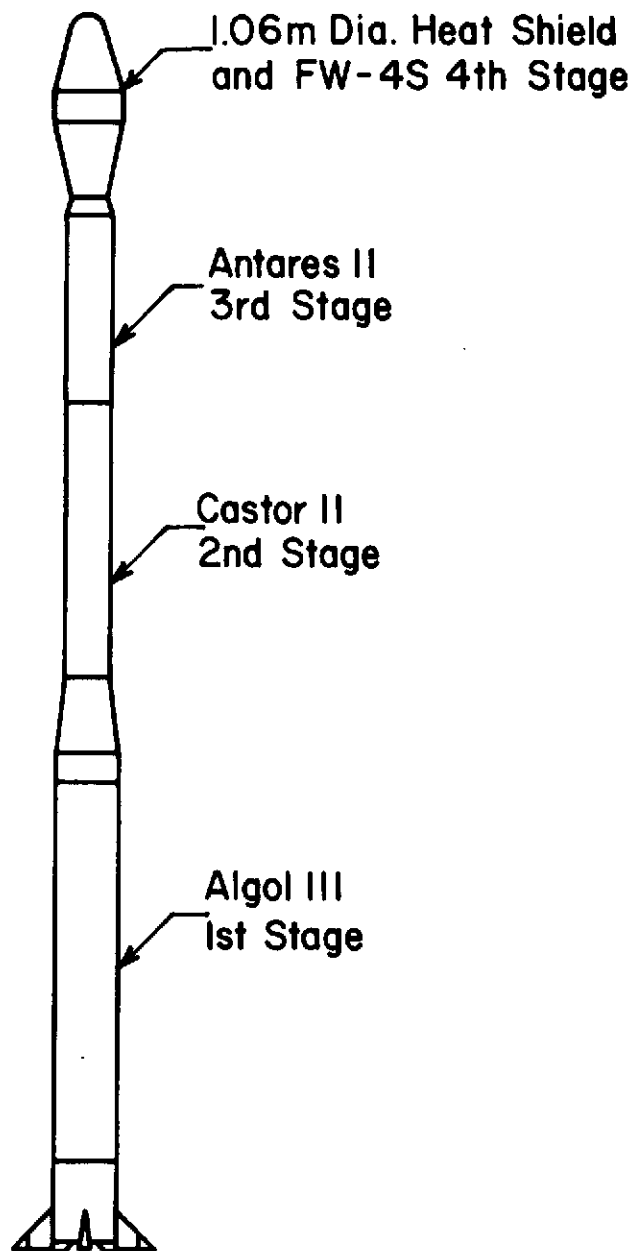 1.06m Dia. Heat Shield
and FW-4S 4th Stage
Antares II
3rd Stage
Castor II
2nd Stage
Algol III
1st Stage